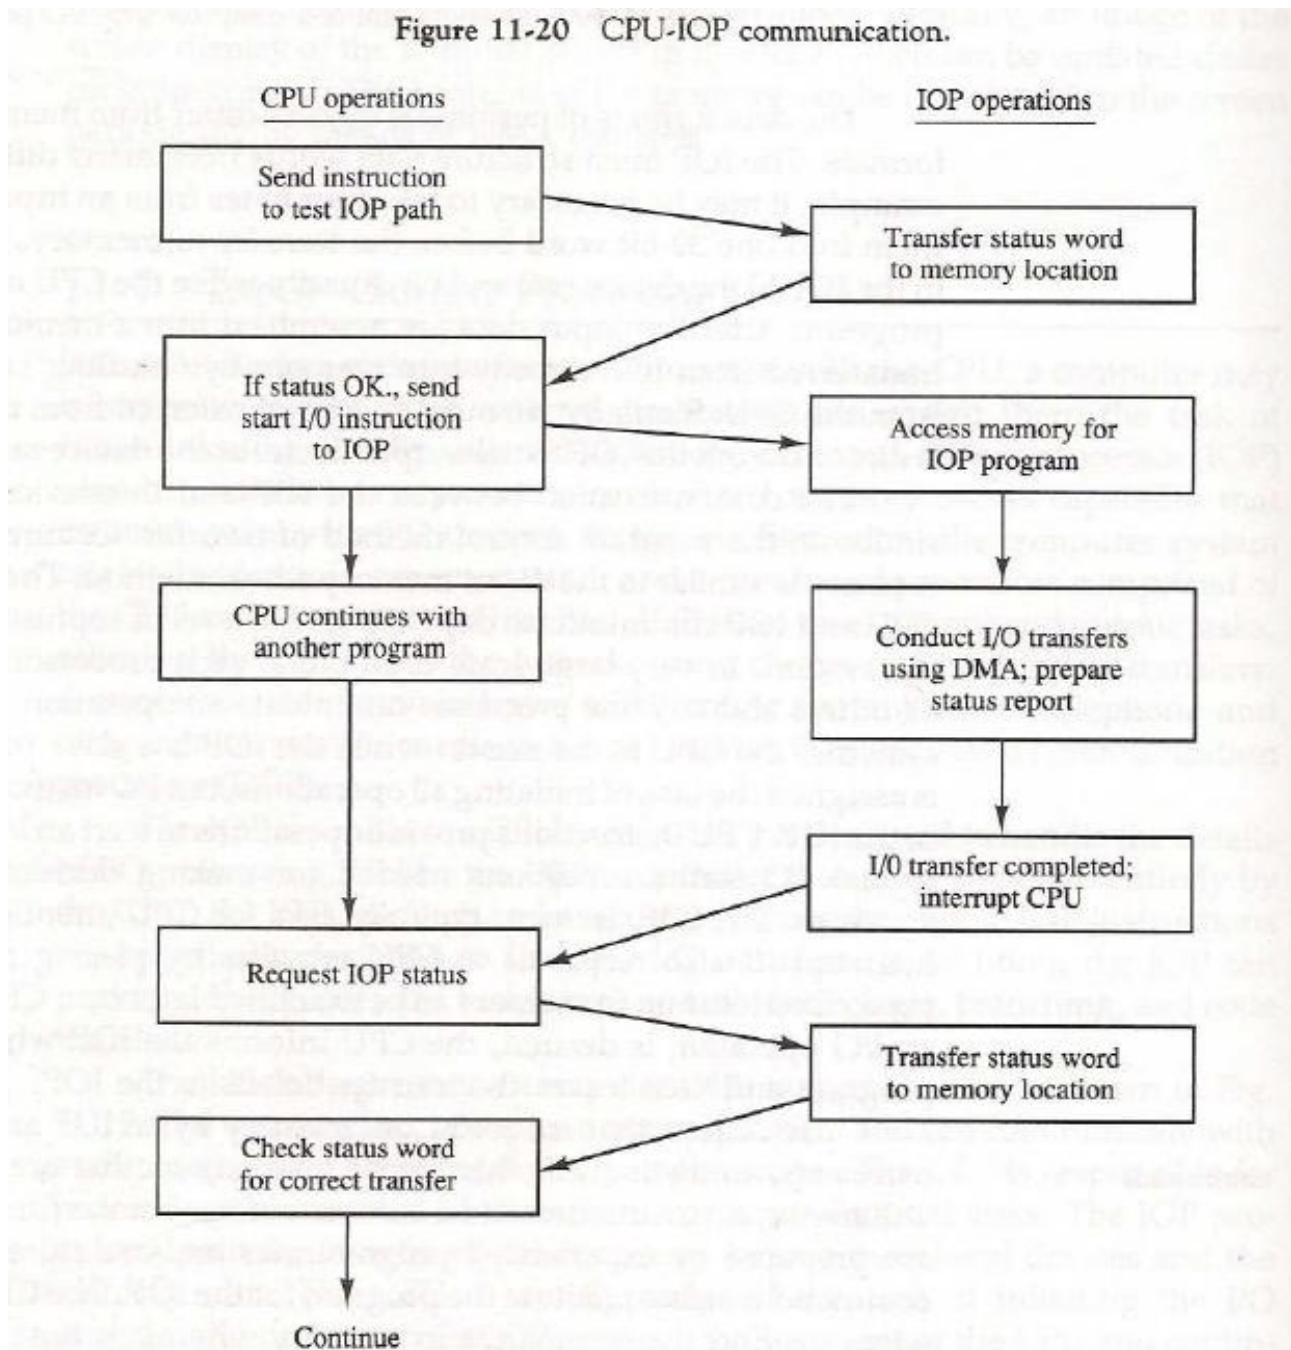 Figure 11-20 CPU-IOP communication.
CPU operations
IOP operations
Send instruction
to test IOP path
Transfer status word
to memory location
If status OK., send
start I/0 instruction
to IOP
Access memory for
IOP program
CPU continues with
another program
Conduct I/O transfers
using DMA; prepare
status report
I/0 transfer completed;
interrupt CPU
Request IOP status
Transfer status word
to memory location
Check status word
for correct transfer
Continue